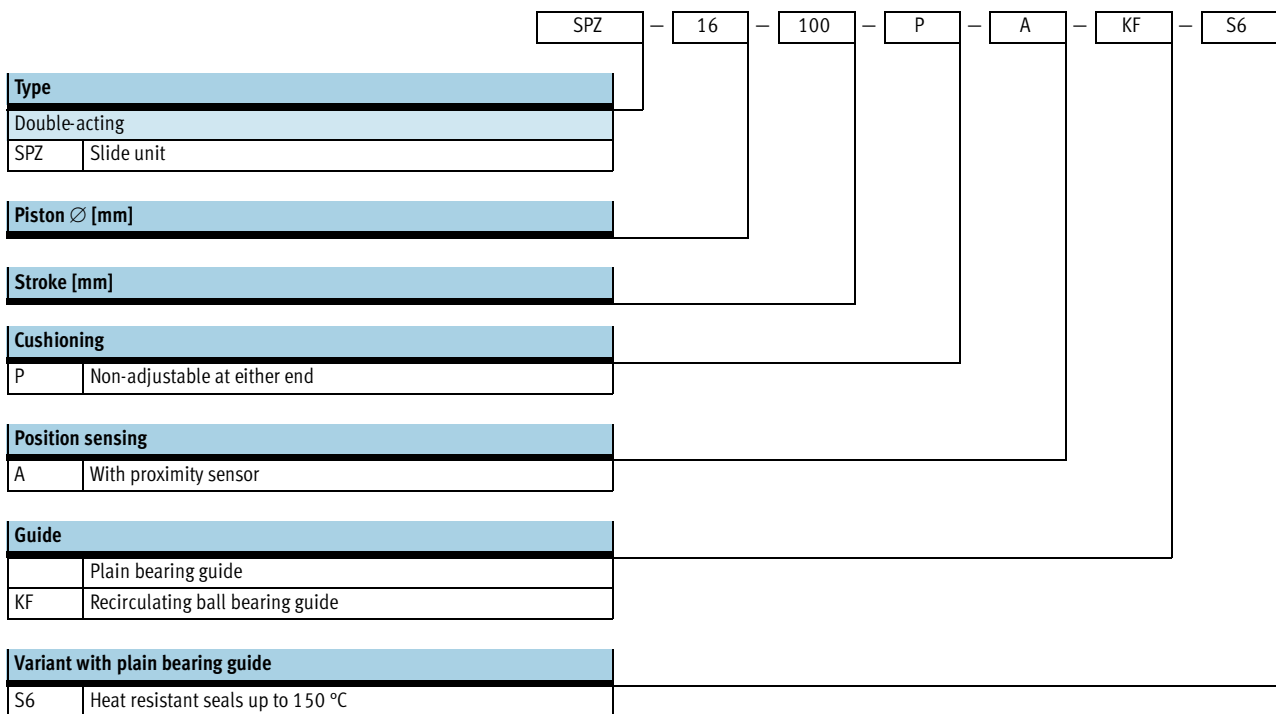 SPZ – 16 – 100 – P – A – KF – S6
Type
Double-acting
SPZ Slide unit
Piston ∅ [mm]
Stroke [mm]
Cushioning
P Non-adjustable at either end
Position sensing
A With proximity sensor
Guide
Plain bearing guide
KF Recirculating ball bearing guide
Variant with plain bearing guide
S6 Heat resistant seals up to 150 °C